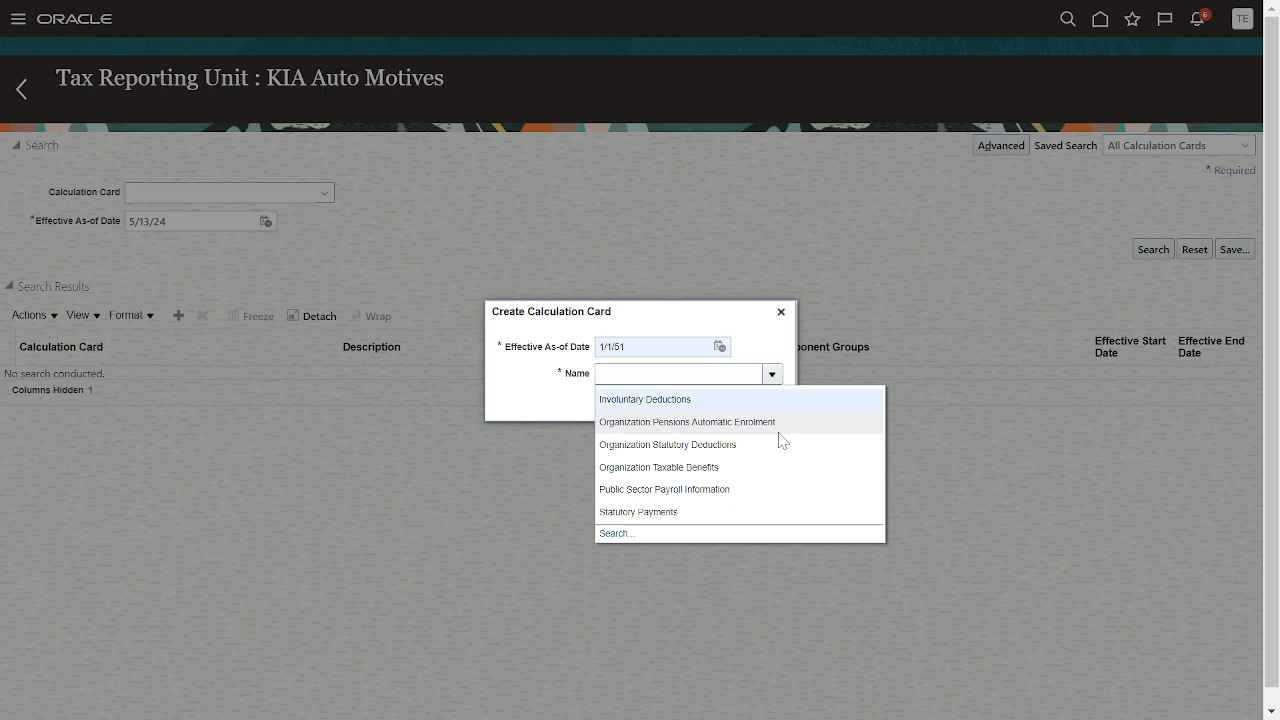 ORACLE
6
TE
Tax Reporting Unit : KIA Auto Motives
Search
Advanced Saved Search All Calculation Cards
* Required
Calculation Card
*Effective As-of Date 5/13/24
Search Reset Save...
Search Results
Actions View Format Freeze Detach Wrap
Calculation Card Description ponent Groups Effective Start Date Effective End Date
No search conducted.
Columns Hidden 1
Create Calculation Card
* Effective As-of Date 1/1/51
* Name
Involuntary Deductions
Organization Pensions Automatic Enrolment
Organization Statutory Deductions
Organization Taxable Benefits
Public Sector Payroll Information
Statutory Payments
Search...